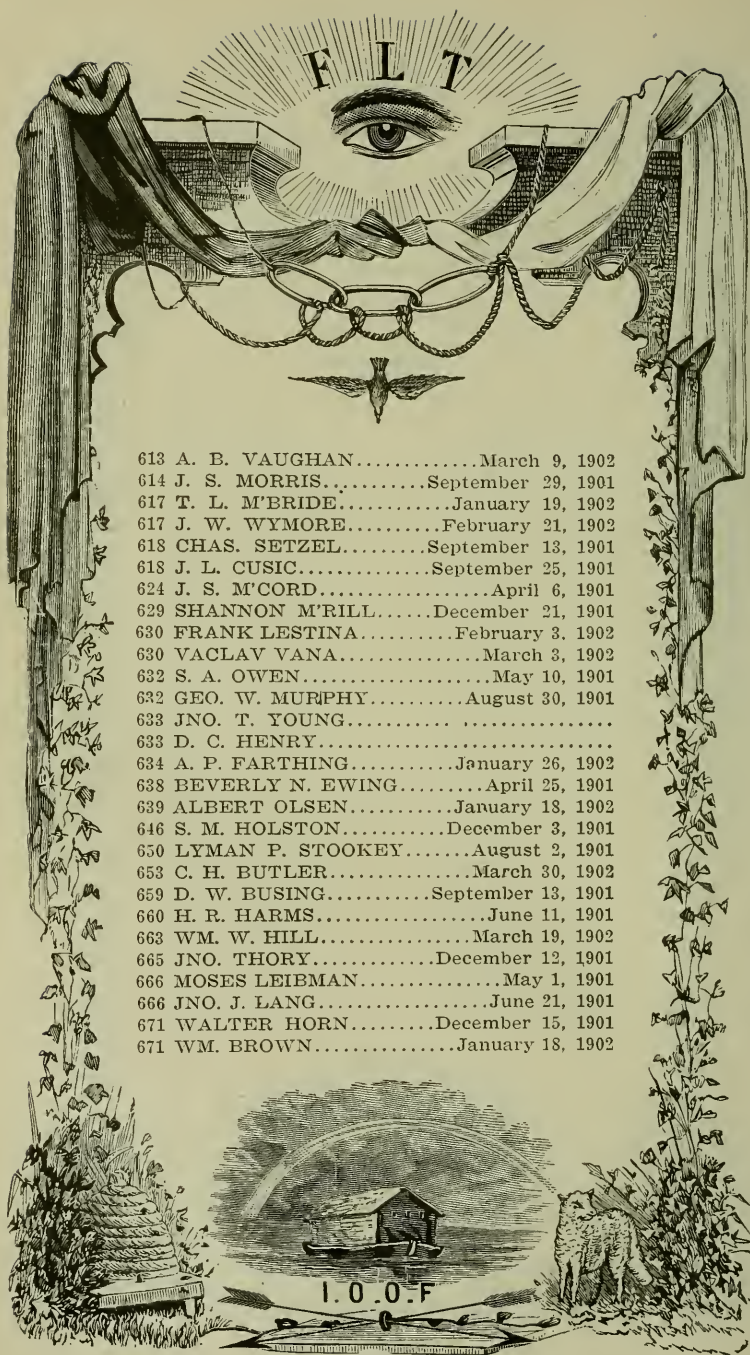 F L T
613 A. B. VAUGHAN.............March 9, 1902
614 J. S. MORRIS...........September 29, 1901
617 T. L. M'BRIDE............January 19, 1902
617 J. W. WYMORE..........February 21, 1902
618 CHAS. SETZEL.........September 13, 1901
618 J. L. CUSIC..............September 25, 1901
624 J. S. M'CORD..................April 6, 1901
629 SHANNON M'RILL......December 21, 1901
630 FRANK LESTINA..........February 3. 1902
630 VACLAV VANA...............March 3, 1902
632 S. A. OWEN....................May 10, 1901
632 GEO. W. MURPHY..........August 30, 1901
633 JNO. T. YOUNG.......... ................
633 D. C. HENRY...............................
634 A. P. FARTHING...........January 26, 1902
638 BEVERLY N. EWING.........April 25, 1901
639 ALBERT OLSEN...........January 18, 1902
646 S. M. HOLSTON..........December 3, 1901
650 LYMAN P. STOOKEY.......August 2, 1901
653 C. H. BUTLER...............March 30, 1902
659 D. W. BUSING...........September 13, 1901
660 H. R. HARMS..................June 11, 1901
663 WM. W. HILL................March 19, 1902
665 JNO. THORY.............December 12, 1901
666 MOSES LEIBMAN...............May 1, 1901
666 JNO. J. LANG..................June 21, 1901
671 WALTER HORN.........December 15, 1901
671 WM. BROWN...............January 18, 1902
I.O.O.F